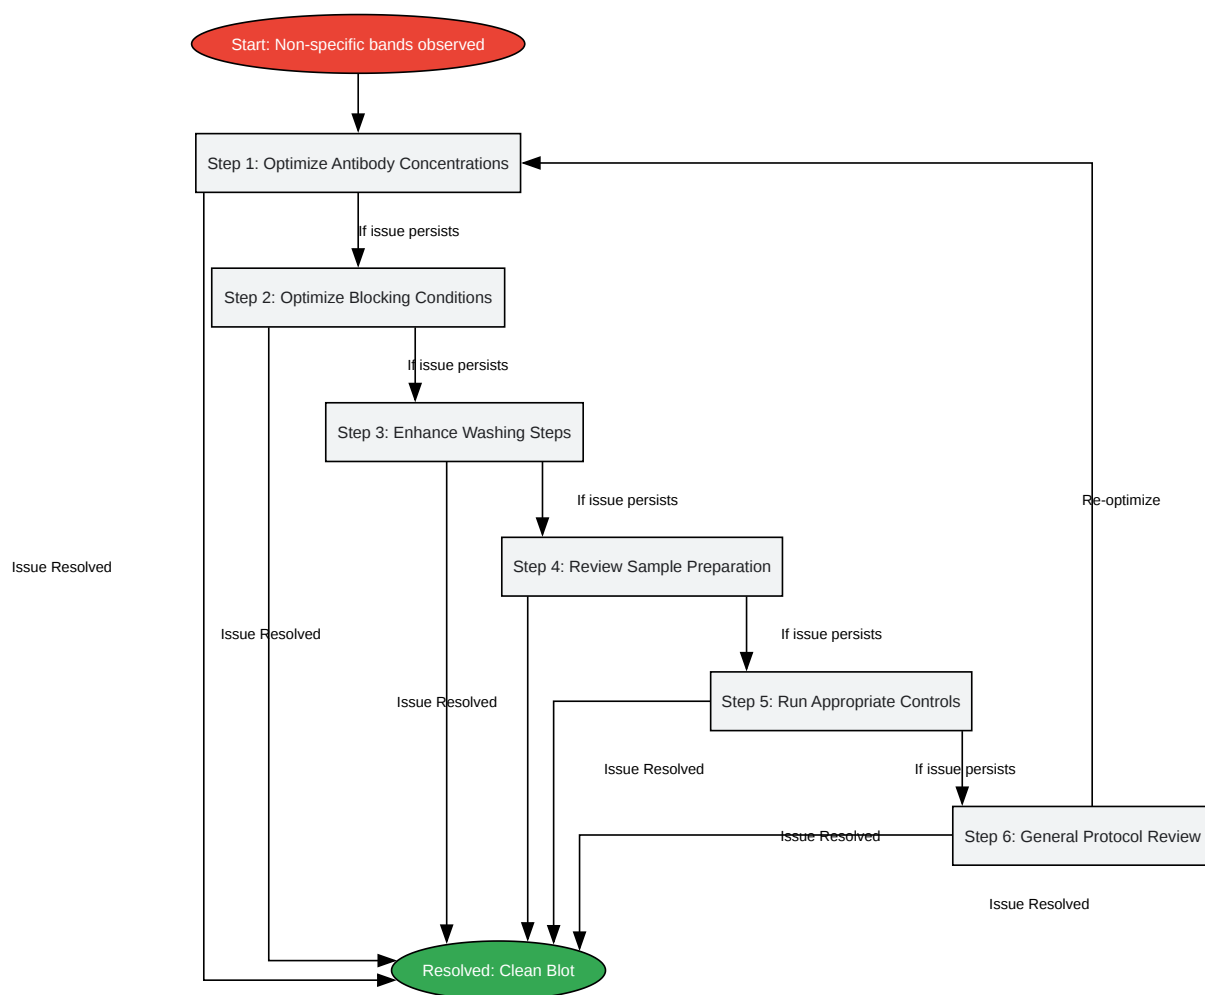 Start: Non-specific bands observed
Step 1: Optimize Antibody Concentrations
If issue persists
Step 2: Optimize Blocking Conditions
If issue persists
Step 3: Enhance Washing Steps
If issue persists
Re-optimize
Issue Resolved
Step 4: Review Sample Preparation
Issue Resolved
If issue persists
Issue Resolved
Step 5: Run Appropriate Controls
Issue Resolved
If issue persists
Issue Resolved
Step 6: General Protocol Review
Issue Resolved
Resolved: Clean Blot